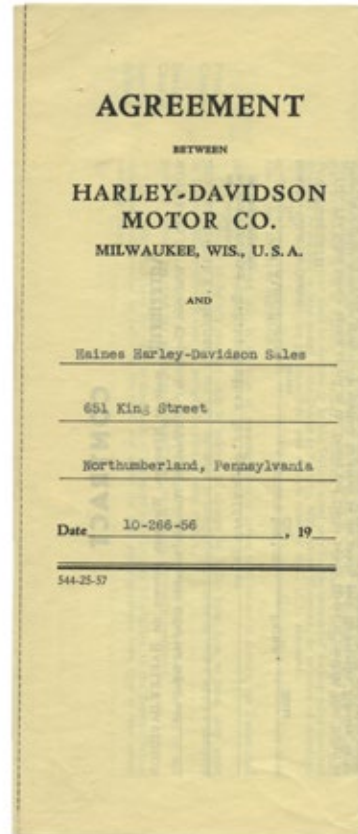 AGREEMENT
BETWEEN
HARLEY-DAVIDSON
MOTOR CO.
MILWAUKEE, WIS., U.S.A.
AND
Haines Harley-Davidson Sales
651 King Street
Northumberland, Pennsylvania
Date 10-266-56, 19
544-25-57
CONTRACT